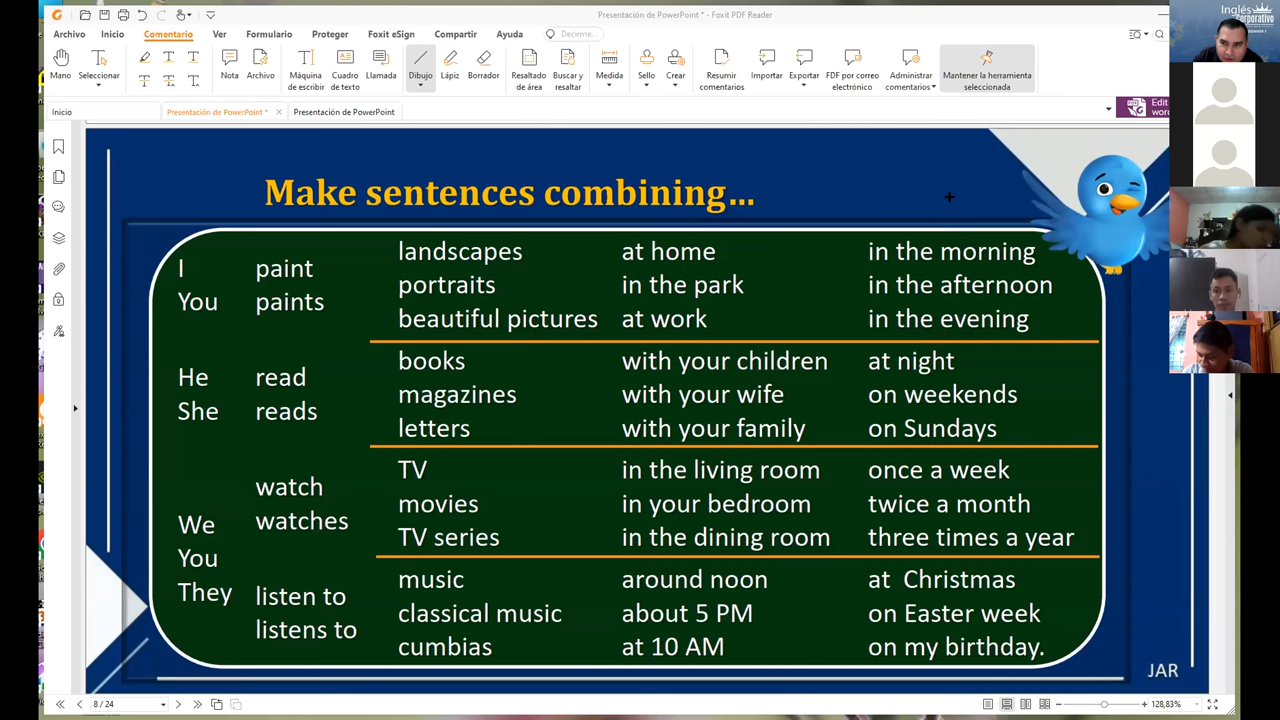 Presentación de PowerPoint * - Foxit PDF Reader
Archivo Inicio Comentario Ver Formulario Proteger Foxit eSign Compartir Ayuda Decirme.
Mano Seleccionar Nota Archivo Máquina de escribir Cuadro de texto Llamada Dibujo Lápiz Borrador Resaltado de área Buscar y resaltar Medida Sello Crear Resumir comentarios Importar Exportar PDF por correo electrónico Administrar comentarios Mantener la herramienta seleccionada
Inicio Presentación de PowerPoint * Presentación de PowerPoint
Inglés Corporativo
Make sentences combining...
I
You
He
She
We
You
They
paint
paints
read
reads
watch
watches
listen to
listens to
landscapes at home in the morning
portraits in the park in the afternoon
beautiful pictures at work in the evening
books with your children at night
magazines with your wife on weekends
letters with your family on Sundays
TV in the living room once a week
movies in your bedroom twice a month
TV series in the dining room three times a year
music around noon at Christmas
classical music about 5 PM on Easter week
cumbias at 10 AM on my birthday.
JAR
8 / 24 128,83%